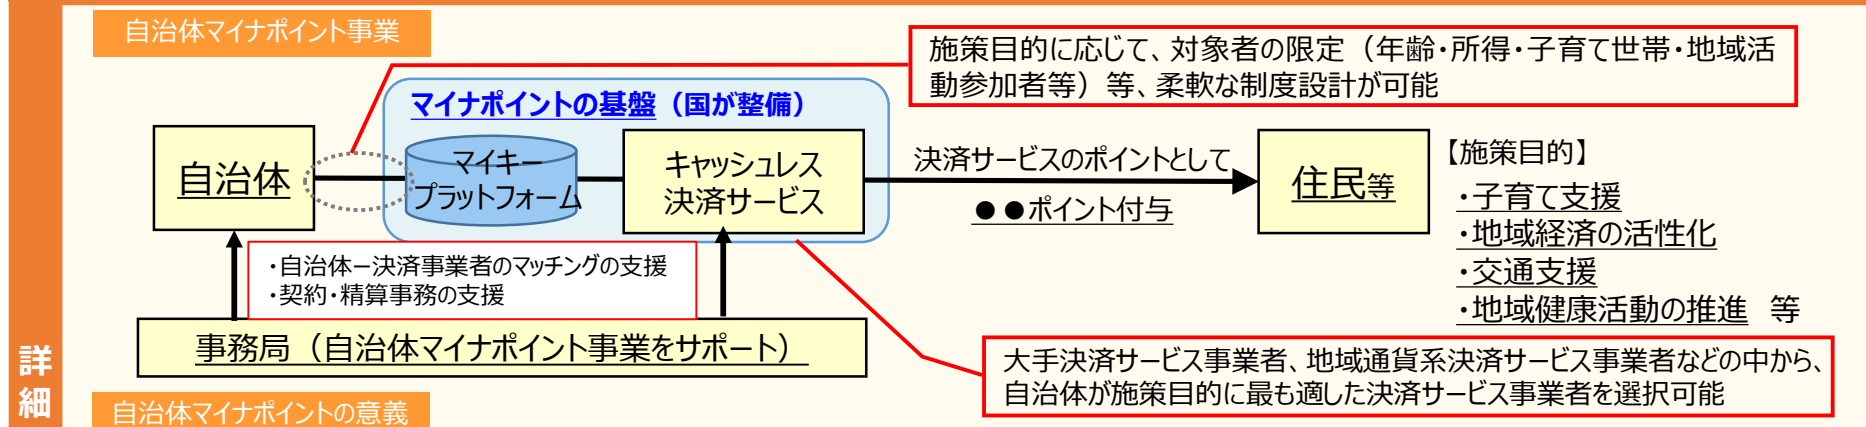 自治体マイナポイント事業
施策目的に応じて、対象者の限定（年齢・所得・子育て世帯・地域活
動参加者等）等、柔軟な制度設計が可能
マイナポイントの基盤（国が整備）
自治体
マイキー
プラットフォーム
キャッシュレス
決済サービス
決済サービスのポイントとして
●●ポイント付与
住民等
【施策目的】
・子育て支援
・地域経済の活性化
・交通支援
・地域健康活動の推進　等
・自治体－決済事業者のマッチングの支援
・契約・精算事務の支援
事務局（自治体マイナポイント事業をサポート）
大手決済サービス事業者、地域通貨系決済サービス事業者などの中から、
自治体が施策目的に最も適した決済サービス事業者を選択可能
詳
細
自治体マイナポイントの意義